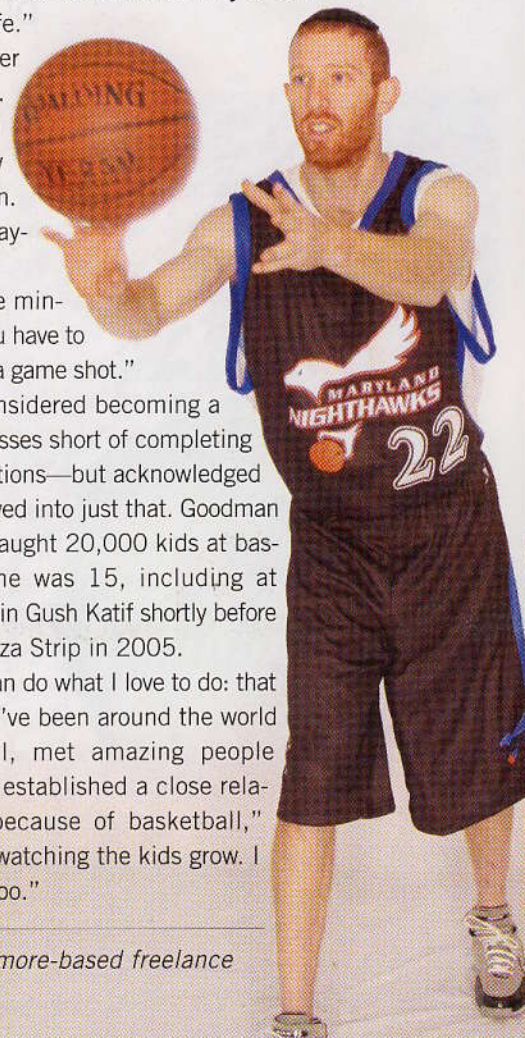 fe.”
er
SPALDING
n.
ay-
e min-
u have to
a game shot.”
nsidered becoming a
sses short of completing
tions—but acknowledged
ved into just that. Goodman
aught 20,000 kids at bas-
he was 15, including at
in Gush Katif shortly before
za Strip in 2005.
an do what I love to do: that
’ve been around the world
l, met amazing people
established a close rela-
because of basketball,”
watching the kids grow. I
oo.”
more-based freelance
MARYLAND
NIGHTHAWKS
22